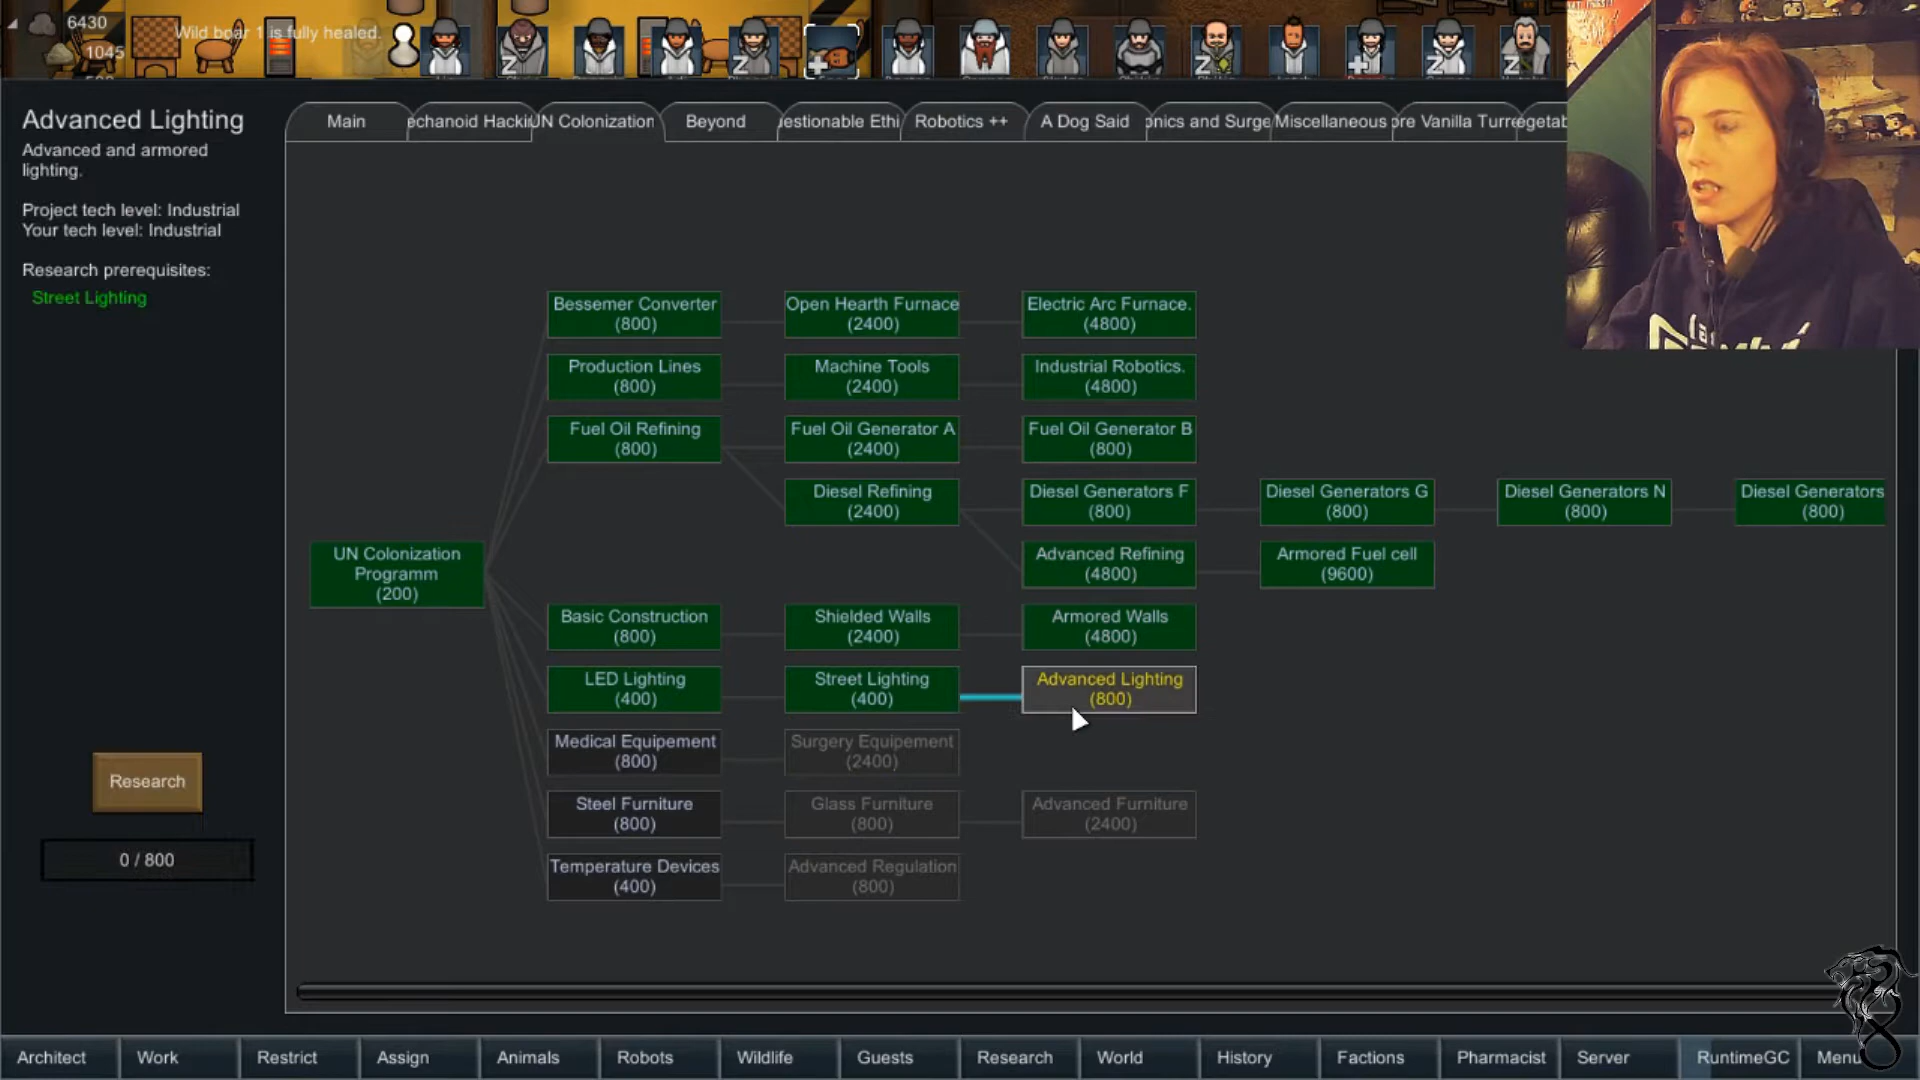 6430
Wild boar 1 is fully healed.
1045
Advanced Lighting
Advanced and armored
lighting.
Project tech level: Industrial
Your tech level: Industrial
Research prerequisites:
Street Lighting
Research
0 / 800
Main
echanoid Hackin
UN Colonization
Beyond
estionable Ethi
Robotics ++
A Dog Said
onics and Surge
Miscellaneous
ore Vanilla Turre
egetab
UN Colonization
Programm
(200)
Bessemer Converter
(800)
Open Hearth Furnace
(2400)
Electric Arc Furnace.
(4800)
Production Lines
(800)
Machine Tools
(2400)
Industrial Robotics.
(4800)
Fuel Oil Refining
(800)
Fuel Oil Generator A
(2400)
Fuel Oil Generator B
(800)
Diesel Refining
(2400)
Diesel Generators F
(800)
Diesel Generators G
(800)
Diesel Generators N
(800)
Diesel Generators
(800)
Advanced Refining
(4800)
Armored Fuel cell
(9600)
Basic Construction
(800)
Shielded Walls
(2400)
Armored Walls
(4800)
LED Lighting
(400)
Street Lighting
(400)
Advanced Lighting
(800)
Medical Equipement
(800)
Surgery Equipement
(2400)
Steel Furniture
(800)
Glass Furniture
(800)
Advanced Furniture
(2400)
Temperature Devices
(400)
Advanced Regulation
(800)
Architect
Work
Restrict
Assign
Animals
Robots
Wildlife
Guests
Research
World
History
Factions
Pharmacist
Server
RuntimeGC
Menu